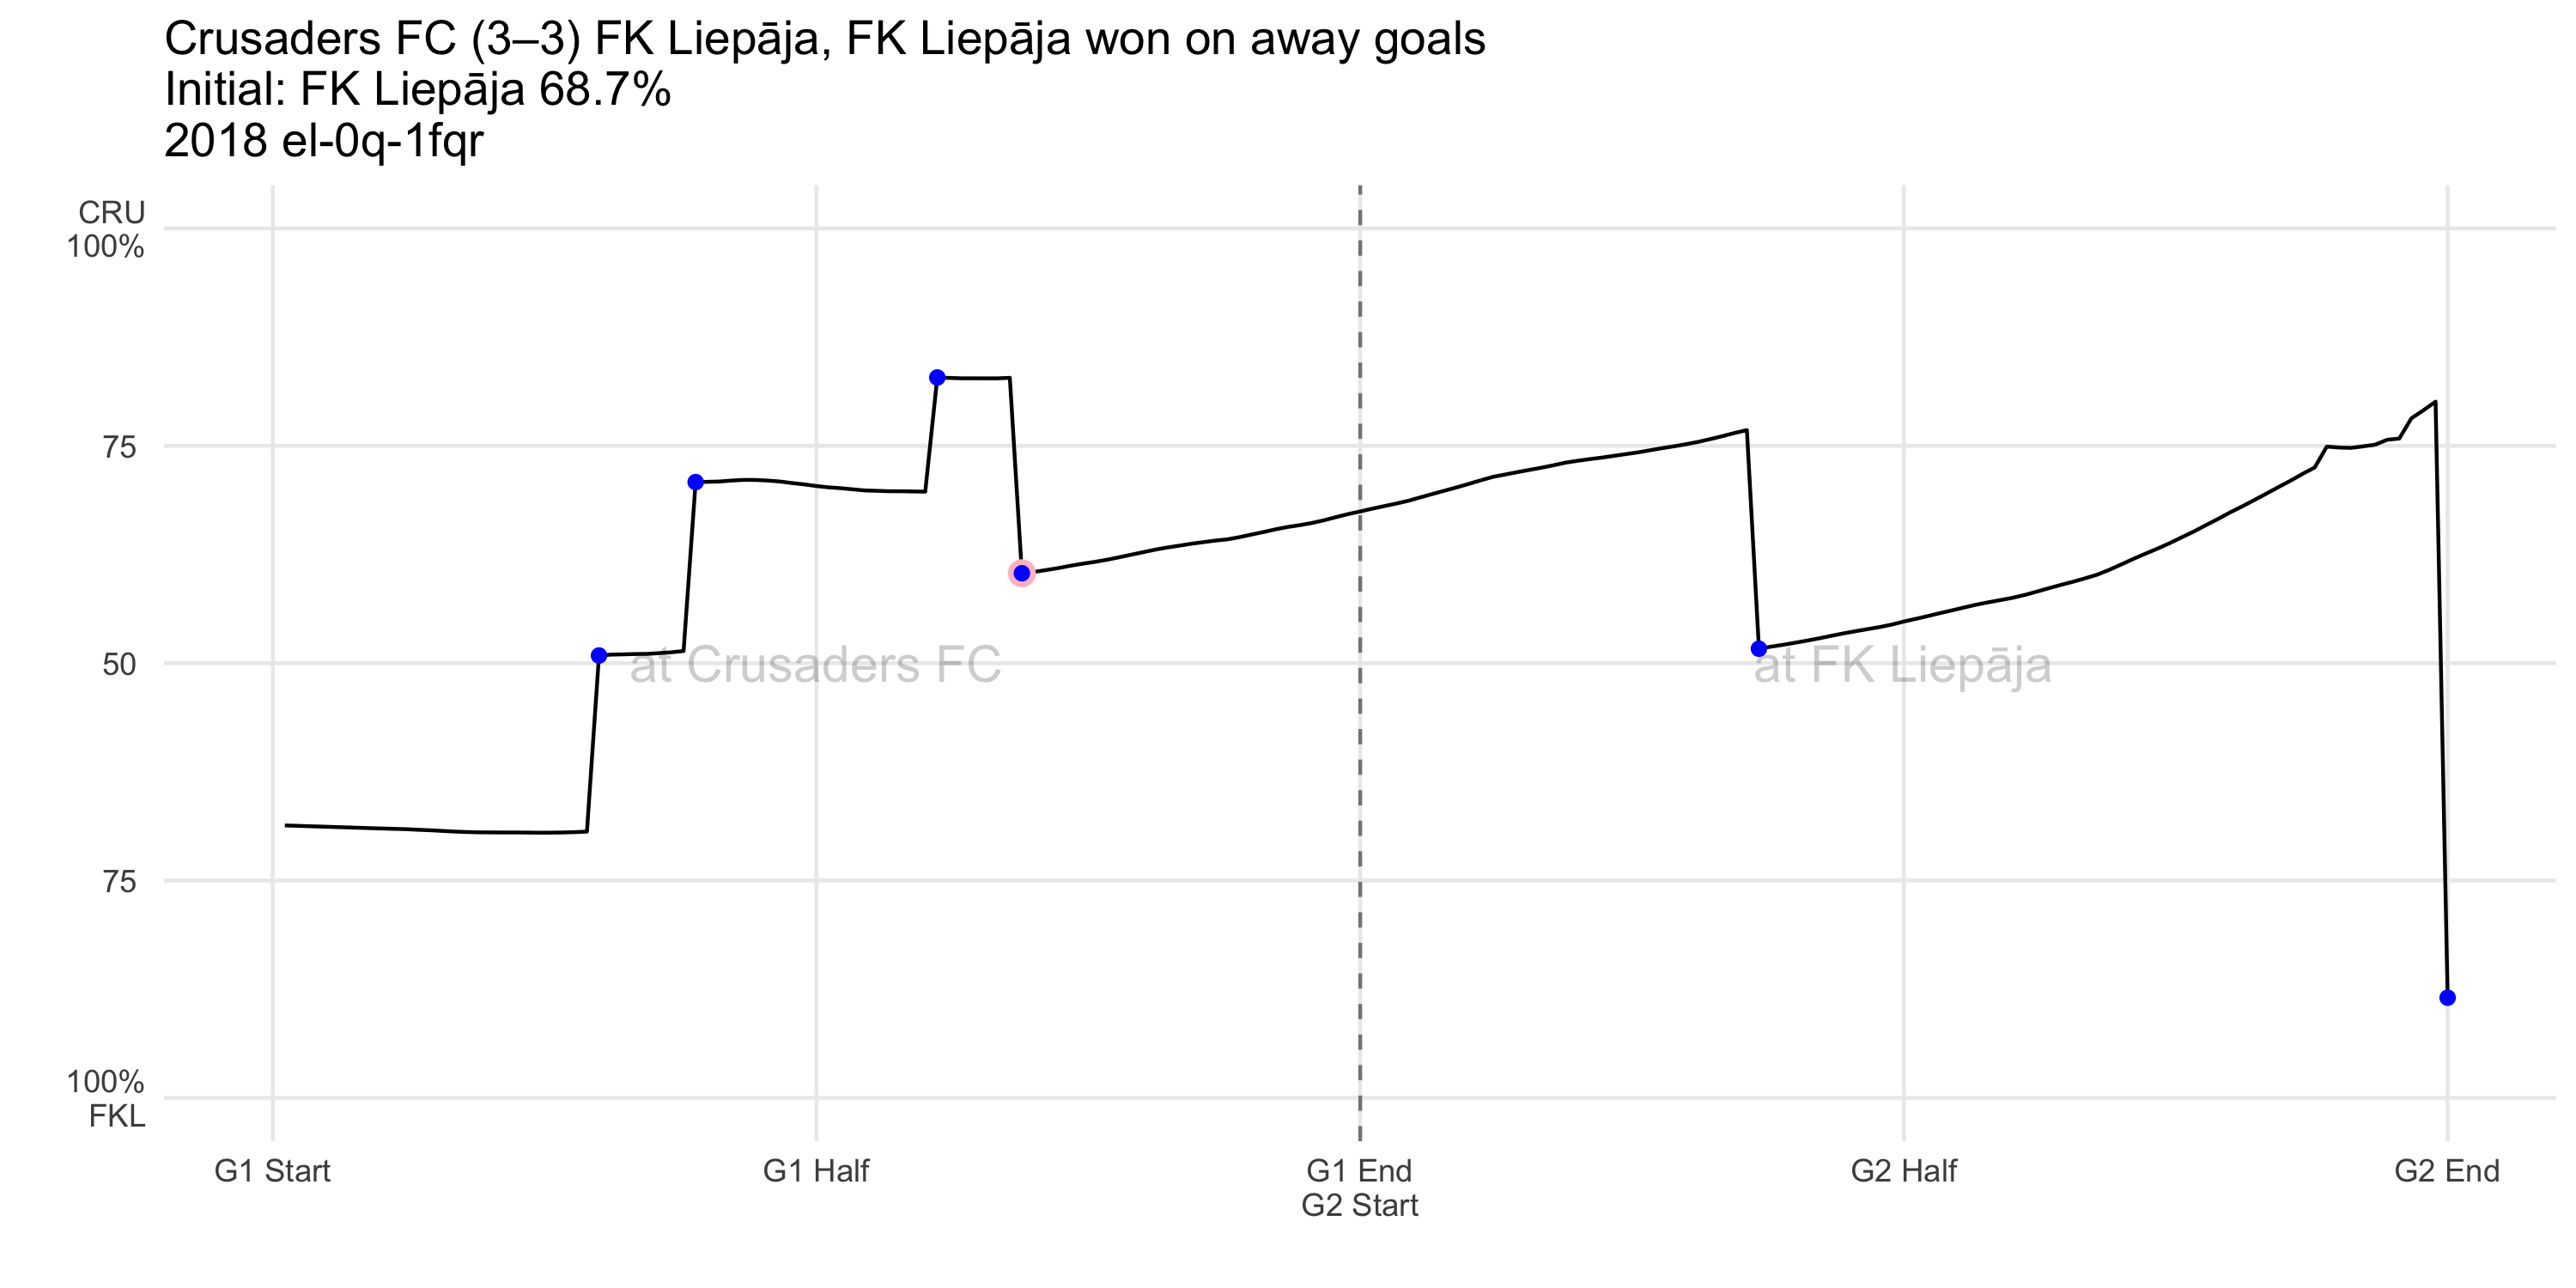 Crusaders FC (3–3) FK Liepāja, FK Liepāja won on away goals
Initial: FK Liepāja 68.7%
2018 el-0q-1fqr
CRU
100%
75
50
75
100%
FKL
at Crusaders FC
at FK Liepāja
G1 Start
G1 Half
G1 End
G2 Start
G2 Half
G2 End